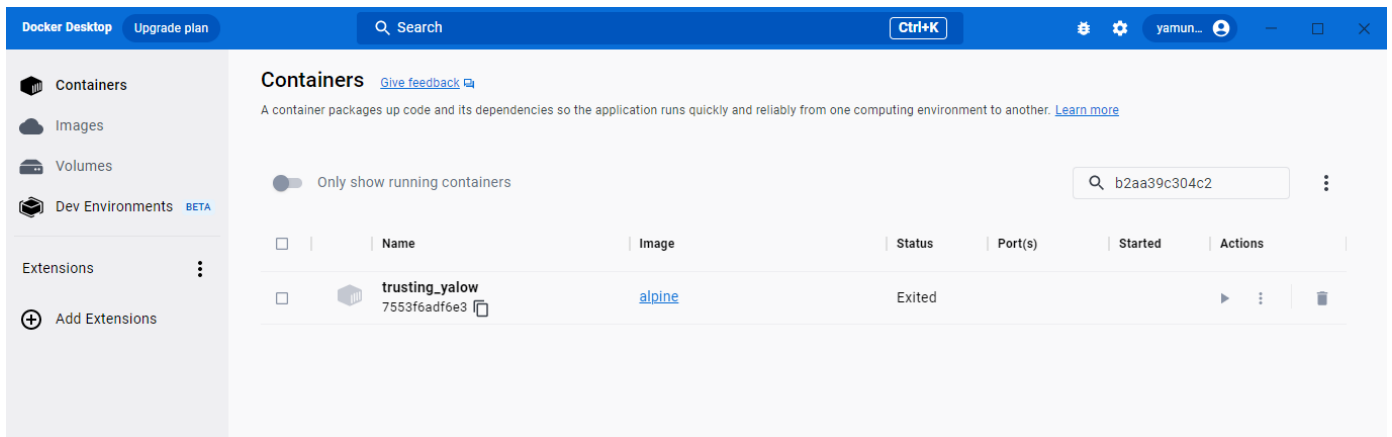 Docker Desktop Upgrade plan Search Ctrl+K yamun...
Containers
Images
Volumes
Dev Environments BETA
Extensions
Add Extensions
Containers Give feedback
A container packages up code and its dependencies so the application runs quickly and reliably from one computing environment to another. Learn more
Only show running containers b2aa39c304c2
Name Image Status Port(s) Started Actions
trusting_yalow alpine Exited
7553f6adf6e3